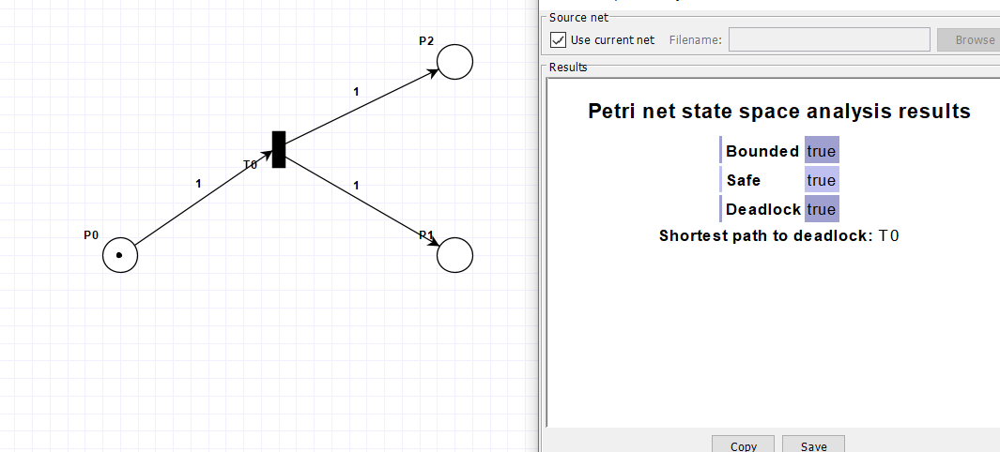 P2
1
T0
1
1
P0
P1
Source net
Use current net Filename: Browse
Results
Petri net state space analysis results
Bounded true
Safe true
Deadlock true
Shortest path to deadlock: T0
Copy Save